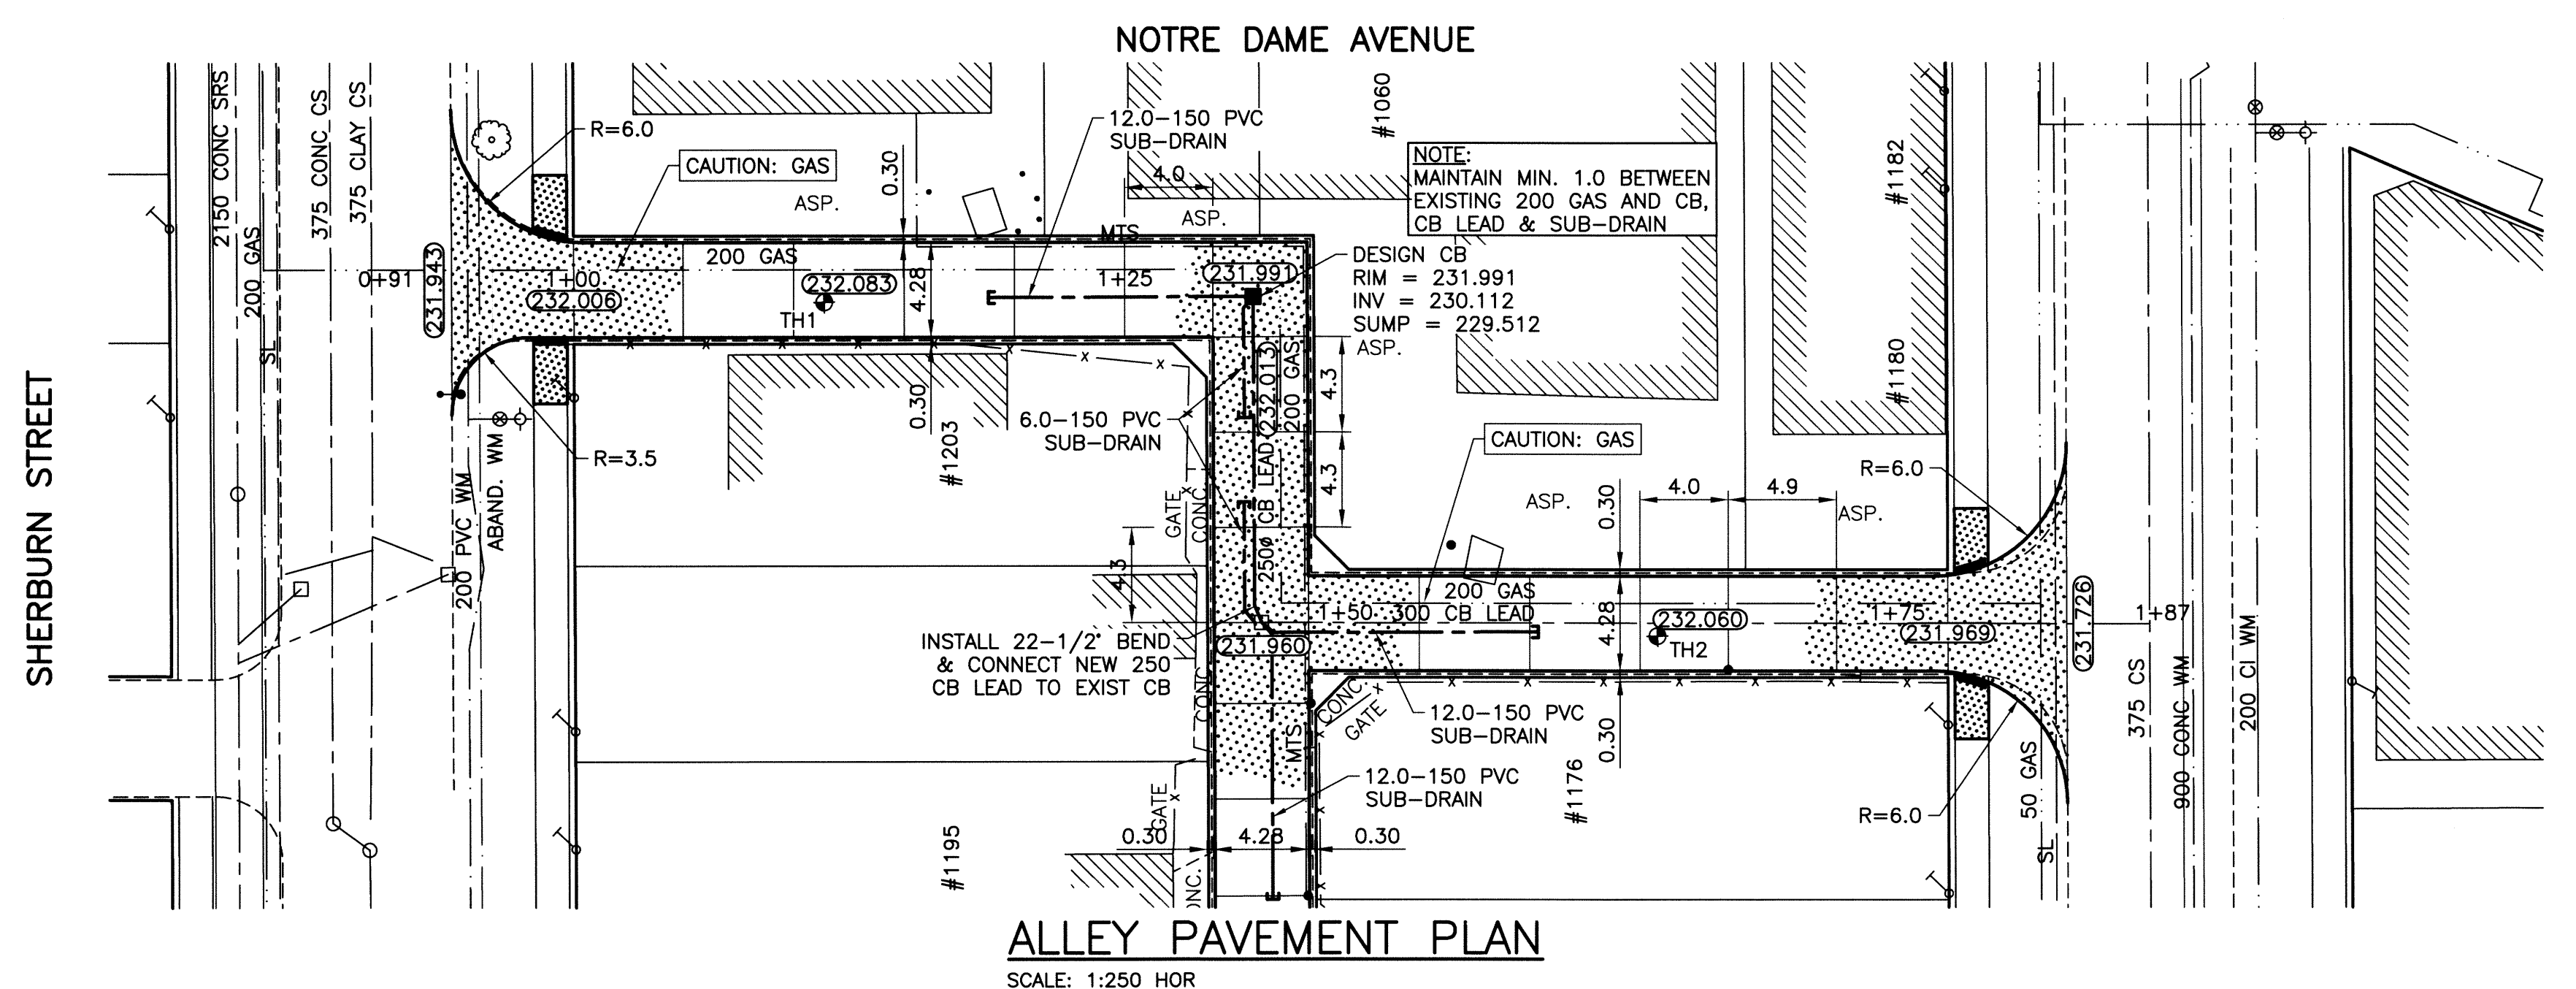 NOTRE DAME AVENUE
SHERBURN STREET
2150 CONC SRS
200 GAS
SL
375 CONC CS
375 CLAY CS
0+91
231.943
R=6.0
CAUTION: GAS
ASP.
0.30
12.0-150 PVC
SUB-DRAIN
4.0
ASP.
MTS
#1060
NOTE:
MAINTAIN MIN. 1.0 BETWEEN
EXISTING 200 GAS AND CB,
CB LEAD & SUB-DRAIN
#1182
#1180
200 GAS
1+00
232.006
232.083
TH1
4.28
1+25
231.991
DESIGN CB
RIM = 231.991
INV = 230.112
SUMP = 229.512
ASP.
0.30
R=3.5
200 PVC WM
ABAND. WM
#1203
6.0-150 PVC
SUB-DRAIN
232.013
200 GAS
250ø CB LEAD
4.3
4.3
4.3
GATE
CONC.
CAUTION: GAS
ASP.
0.30
4.0
4.9
ASP.
R=6.0
200 GAS
1+50
300 CB LEAD
4.28
232.060
TH2
1+75
231.969
231.726
1+87
INSTALL 22-1/2° BEND
& CONNECT NEW 250
CB LEAD TO EXIST CB
231.960
CONC.
CONC.
GATE
MTS
12.0-150 PVC
SUB-DRAIN
0.30
12.0-150 PVC
SUB-DRAIN
#1176
R=6.0
50 GAS
SL
375 CS
900 CONC WM
200 CI WM
GATE
0.30
4.28
0.30
#1195
ALLEY PAVEMENT PLAN
SCALE: 1:250 HOR